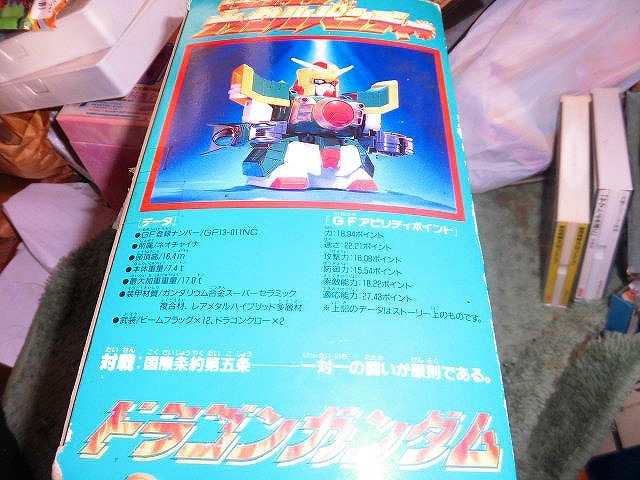 メタルパンチャー
[データ]
●GF登録ナンバー/GF13-011NC
●所属/ネオチャイナ
●頭頂高/16.4m
●本体重量/7.4t
●最大加重重量/17.0t
●装甲材質/ガンダリウム合金スーパーセラミック
複合材、レアメタルハイブリッド多層材
●武装/ビームフラッグ×12、ドラゴンクロー×2
[GFアビリティポイント]
力:18.94ポイント
速さ:22.21ポイント
攻撃力:18.08ポイント
防御力:15.54ポイント
索敵能力:18.22ポイント
適応能力:27.43ポイント
※上記のデータはストーリー上のものです。
対戦:国際条約第五条――一対一の闘いが原則である。
ドラゴンガンダム